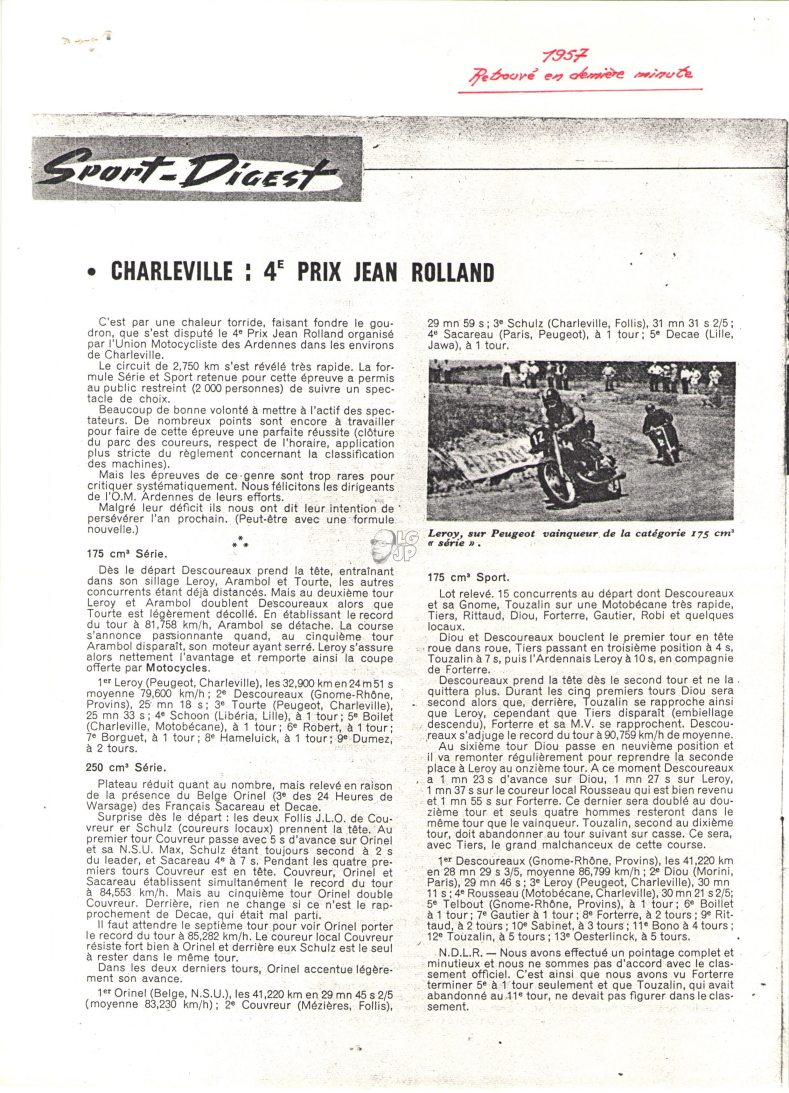 1957
Retrouvé en dernière minute
SPORT-DIGEST
• CHARLEVILLE : 4E PRIX JEAN ROLLAND
C'est par une chaleur torride, faisant fondre le gou-
dron, que s'est disputé le 4e Prix Jean Rolland organisé
par l'Union Motocycliste des Ardennes dans les environs
de Charleville.
Le circuit de 2,750 km s'est révélé très rapide. La for-
mule Série et Sport retenue pour cette épreuve a permis
au public restreint (2 000 personnes) de suivre un spec-
tacle de choix.
Beaucoup de bonne volonté à mettre à l'actif des spec-
tateurs. De nombreux points sont encore à travailler
pour faire de cette épreuve une parfaite réussite (clôture
du parc des coureurs, respect de l'horaire, application
plus stricte du règlement concernant la classification
des machines).
Mais les épreuves de ce genre sont trop rares pour
critiquer systématiquement. Nous félicitons les dirigeants
de l'O.M. Ardennes de leurs efforts.
Malgré leur déficit ils nous ont dit leur intention de
persévérer l'an prochain. (Peut-être avec une formule
nouvelle.)
* * *
175 cm³ Série.
Dès le départ Descoureaux prend la tête, entraînant
dans son sillage Leroy, Arambol et Tourte, les autres
concurrents étant déjà distancés. Mais au deuxième tour
Leroy et Arambol doublent Descoureaux alors que
Tourte est légèrement décollé. En établissant le record
du tour à 81,758 km/h, Arambol se détache. La course
s'annonce passionnante quand, au cinquième tour
Arambol disparaît, son moteur ayant serré. Leroy s'assure
alors nettement l'avantage et remporte ainsi la coupe
offerte par Motocycles.
1er Leroy (Peugeot, Charleville), les 32,900 km en 24 m 51 s
moyenne 79,600 km/h ; 2e Descoureux (Gnome-Rhône,
Provins), 25 mn 18 s ; 3e Tourte (Peugeot, Charleville),
25 mn 33 s ; 4e Schoon (Libéria, Lille), à 1 tour ; 5e Boilet
(Charleville, Motobécane), à 1 tour ; 6e Robert, à 1 tour ;
7e Borguet, à 1 tour ; 8e Hameluick, à 1 tour ; 9e Dumez,
à 2 tours.
250 cm³ Série.
Plateau réduit quant au nombre, mais relevé en raison
de la présence du Belge Orinel (3e des 24 Heures de
Warsage) des Français Sacareau et Decae.
Surprise dès le départ : les deux Follis J.L.O. de Cou-
vreur er Schulz (coureurs locaux) prennent la tête. Au
premier tour Couvreur passe avec 5 s d'avance sur Orinel
et sa N.S.U. Max, Schulz étant toujours second à 2 s
du leader, et Sacareau 4e à 7 s. Pendant les quatre pre-
miers tours Couvreur est en tête. Couvreur, Orinel et
Sacareau établissent simultanément le record du tour
à 84,553 km/h. Mais au cinquième tour Orinel double
Couvreur. Derrière, rien ne change si ce n'est le rap-
prochement de Decae, qui était mal parti.
Il faut attendre le septième tour pour voir Orinel porter
le record du tour à 85,282 km/h. Le coureur local Couvreur
résiste fort bien à Orinel et derrière eux Schulz est le seul
à rester dans le même tour.
Dans les deux derniers tours, Orinel accentue légère-
ment son avance.
1er Orinel (Belge, N.S.U.), les 41,220 km en 29 mn 45 s 2/5
(moyenne 83,230 km/h) ; 2e Couvreur (Mézières, Follis),
29 mn 59 s ; 3e Schulz (Charleville, Follis), 31 mn 31 s 2/5 ;
4e Sacareau (Paris, Peugeot), à 1 tour ; 5e Decae (Lille,
Jawa), à 1 tour.
12
Leroy, sur Peugeot vainqueur de la catégorie 175 cm³
« série ».
LG
JP
175 cm³ Sport.
Lot relevé. 15 concurrents au départ dont Descoureaux
et sa Gnome, Touzalin sur une Motobécane très rapide,
Tiers, Rittaud, Diou, Forterre, Gautier, Robi et quelques
locaux.
Diou et Descoureaux bouclent le premier tour en tête
roue dans roue, Tiers passant en troisième position à 4 s,
Touzalin à 7 s, puis l'Ardennais Leroy à 10 s, en compagnie
de Forterre.
Descoureaux prend la tête dès le second tour et ne la
quittera plus. Durant les cinq premiers tours Diou sera
second alors que, derrière, Touzalin se rapproche ainsi
que Leroy, cependant que Tiers disparaît (embiellage
descendu), Forterre et sa M.V. se rapprochent. Descou-
reaux s'adjuge le record du tour à 90,759 km/h de moyenne.
Au sixième tour Diou passe en neuvième position et
il va remonter régulièrement pour reprendre la seconde
place à Leroy au onzième tour. A ce moment Descoureaux
a 1 mn 23 s d'avance sur Diou, 1 mn 27 s sur Leroy,
1 mn 37 s sur le coureur local Rousseau qui est bien revenu
et 1 mn 55 s sur Forterre. Ce dernier sera doublé au dou-
zième tour et seuls quatre hommes resteront dans le
même tour que le vainqueur. Touzalin, second au dixième
tour, doit abandonner au tour suivant sur casse. Ce sera,
avec Tiers, le grand malchanceux de cette course.
1er Descoureaux (Gnome-Rhône, Provins), les 41,220 km
en 28 mn 29 s 3/5, moyenne 86,799 km/h ; 2e Diou (Morini,
Paris), 29 mn 46 s ; 3e Leroy (Peugeot, Charleville), 30 mn
11 s ; 4e Rousseau (Motobécane, Charleville), 30 mn 21 s 2/5;
5e Telbout (Gnome-Rhône, Provins), à 1 tour ; 6e Boillet
à 1 tour ; 7e Gautier à 1 tour ; 8e Forterre, à 2 tours ; 9e Rit-
taud, à 2 tours ; 10e Sabinet, à 3 tours ; 11e Bono à 4 tours ;
12e Touzalin, à 5 tours ; 13e Oesterlinck, à 5 tours.
N.D.L.R. — Nous avons effectué un pointage complet et
minutieux et nous ne sommes pas d'accord avec le clas-
sement officiel. C'est ainsi que nous avons vu Forterre
terminer 5e à 1 tour seulement et que Touzalin, qui avait
abandonné au 11e tour, ne devait pas figurer dans le clas-
sement.